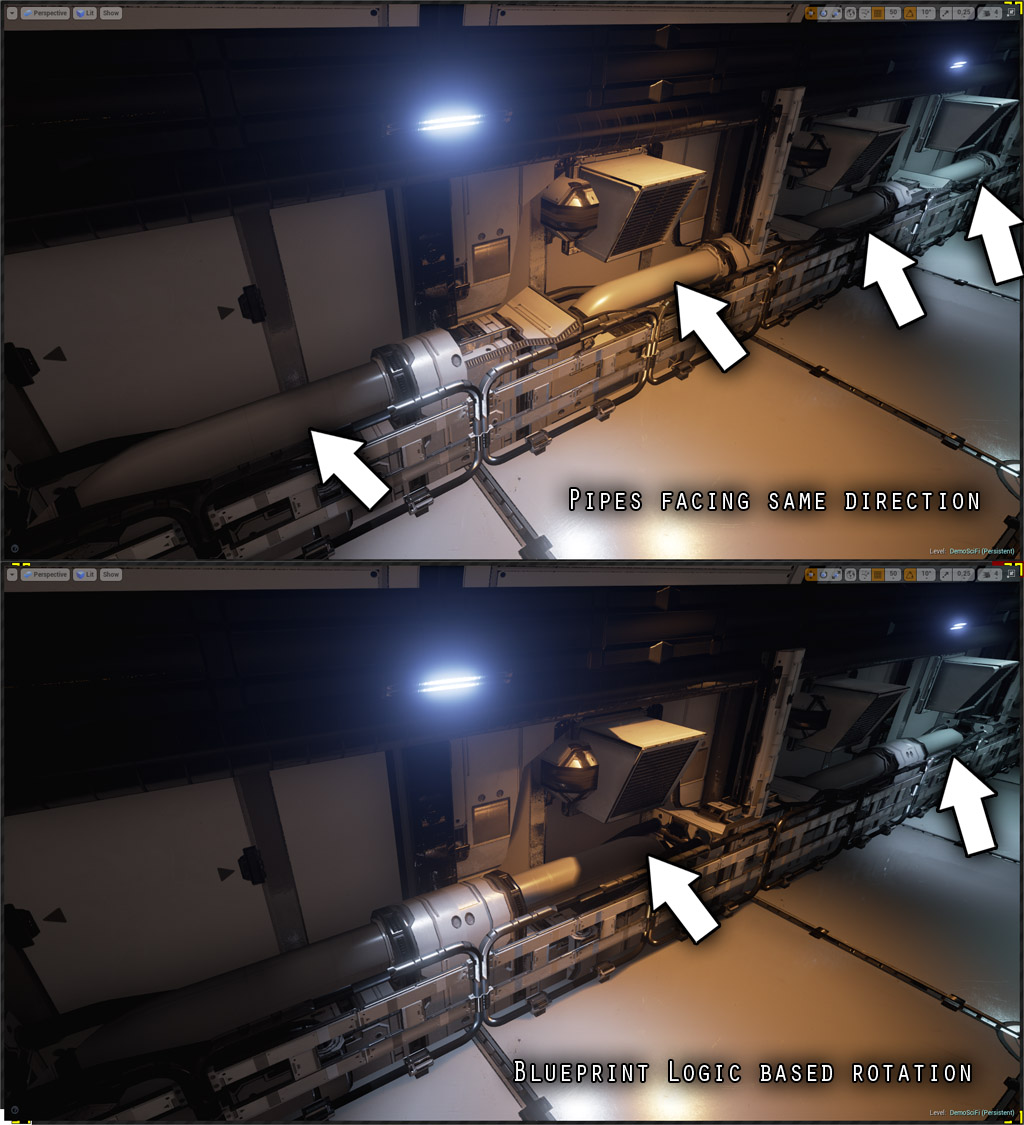 Perspective Lit Show 50 10° 0.25 4
PIPES FACING SAME DIRECTION
Level: DemoSciFi (Persistent)
Perspective Lit Show 50 10° 0.25 4
BLUEPRINT LOGIC BASED ROTATION
Level: DemoSciFi (Persistent)